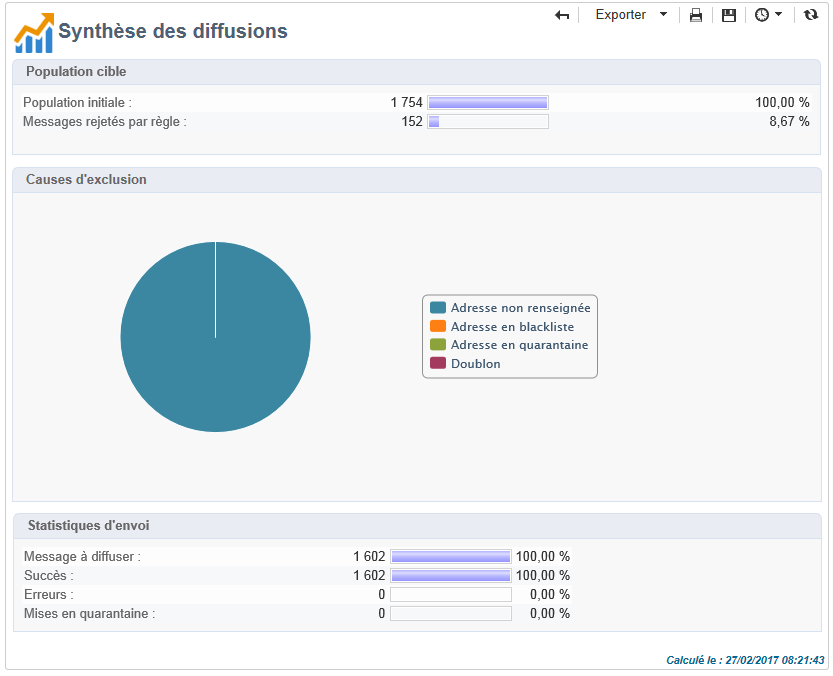 Exporter
Synthèse des diffusions
Population cible
Population initiale : 1 754 100,00 %
Messages rejetés par règle : 152 8,67 %
Causes d'exclusion
Adresse non renseignée
Adresse en blackliste
Adresse en quarantaine
Doublon
Statistiques d'envoi
Message à diffuser : 1 602 100,00 %
Succès : 1 602 100,00 %
Erreurs : 0 0,00 %
Mises en quarantaine : 0 0,00 %
Calculé le : 27/02/2017 08:21:43